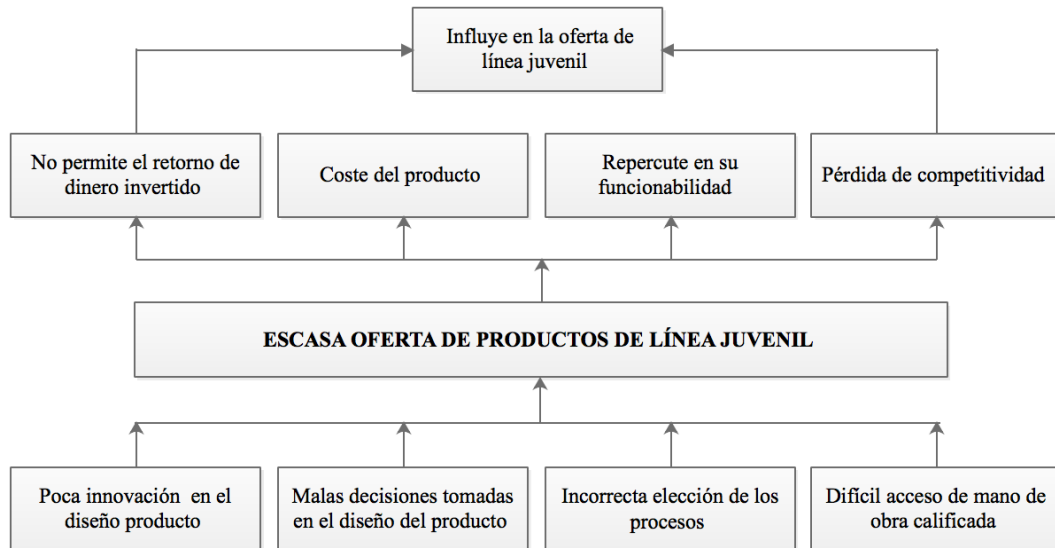 Influye en la oferta de
línea juvenil
No permite el retorno de
dinero invertido
Coste del producto
Repercute en su
funcionabilidad
Pérdida de competitividad
ESCASA OFERTA DE PRODUCTOS DE LÍNEA JUVENIL
Poca innovación en el
diseño producto
Malas decisiones tomadas
en el diseño del producto
Incorrecta elección de los
procesos
Difícil acceso de mano de
obra calificada